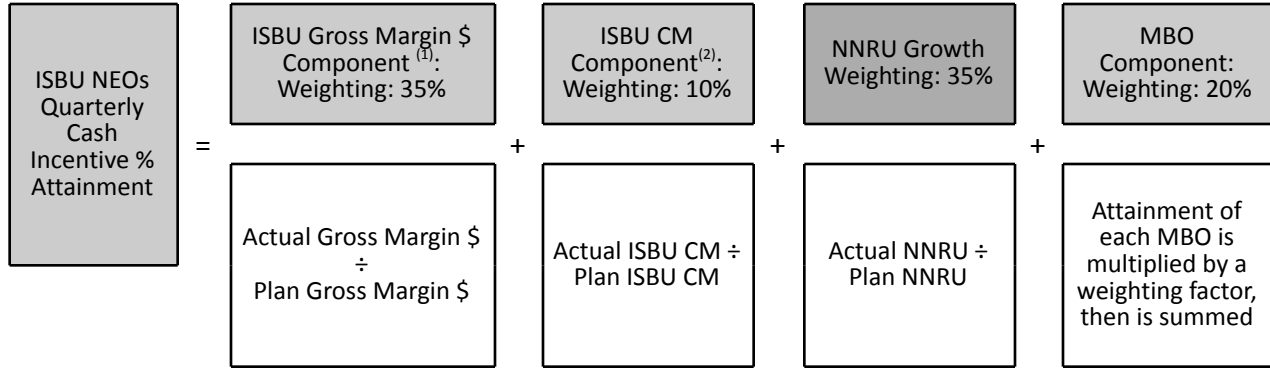 ISBU NEOs
Quarterly
Cash
Incentive %
Attainment
=
ISBU Gross Margin $
Component (1):
Weighting: 35%
+
ISBU CM
Component(2):
Weighting: 10%
+
NNRU Growth
Weighting: 35%
+
MBO
Component:
Weighting: 20%
Actual Gross Margin $
÷
Plan Gross Margin $
Actual ISBU CM ÷
Plan ISBU CM
Actual NNRU ÷
Plan NNRU
Attainment of
each MBO is
multiplied by a
weighting factor,
then is summed